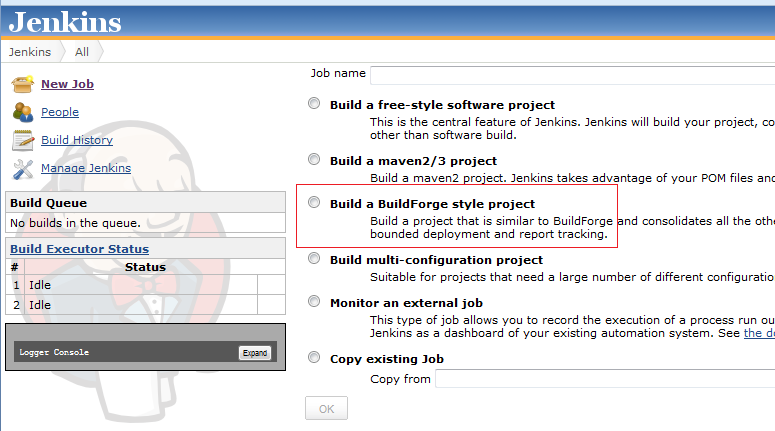 Jenkins
Jenkins
All
New Job
People
Build History
Manage Jenkins
Build Queue
No builds in the queue.
Build Executor Status
# Status
1 Idle
2 Idle
Logger Console Expand
Job name
Build a free-style software project
This is the central feature of Jenkins. Jenkins will build your project, co
other than software build.
Build a maven2/3 project
Build a maven2 project. Jenkins takes advantage of your POM files and
Build a BuildForge style project
Build a project that is similar to BuildForge and consolidates all the othe
bounded deployment and report tracking.
Build multi-configuration project
Suitable for projects that need a large number of different configuration
Monitor an external job
This type of job allows you to record the execution of a process run ou
Jenkins as a dashboard of your existing automation system. See the do
Copy existing Job
Copy from
OK